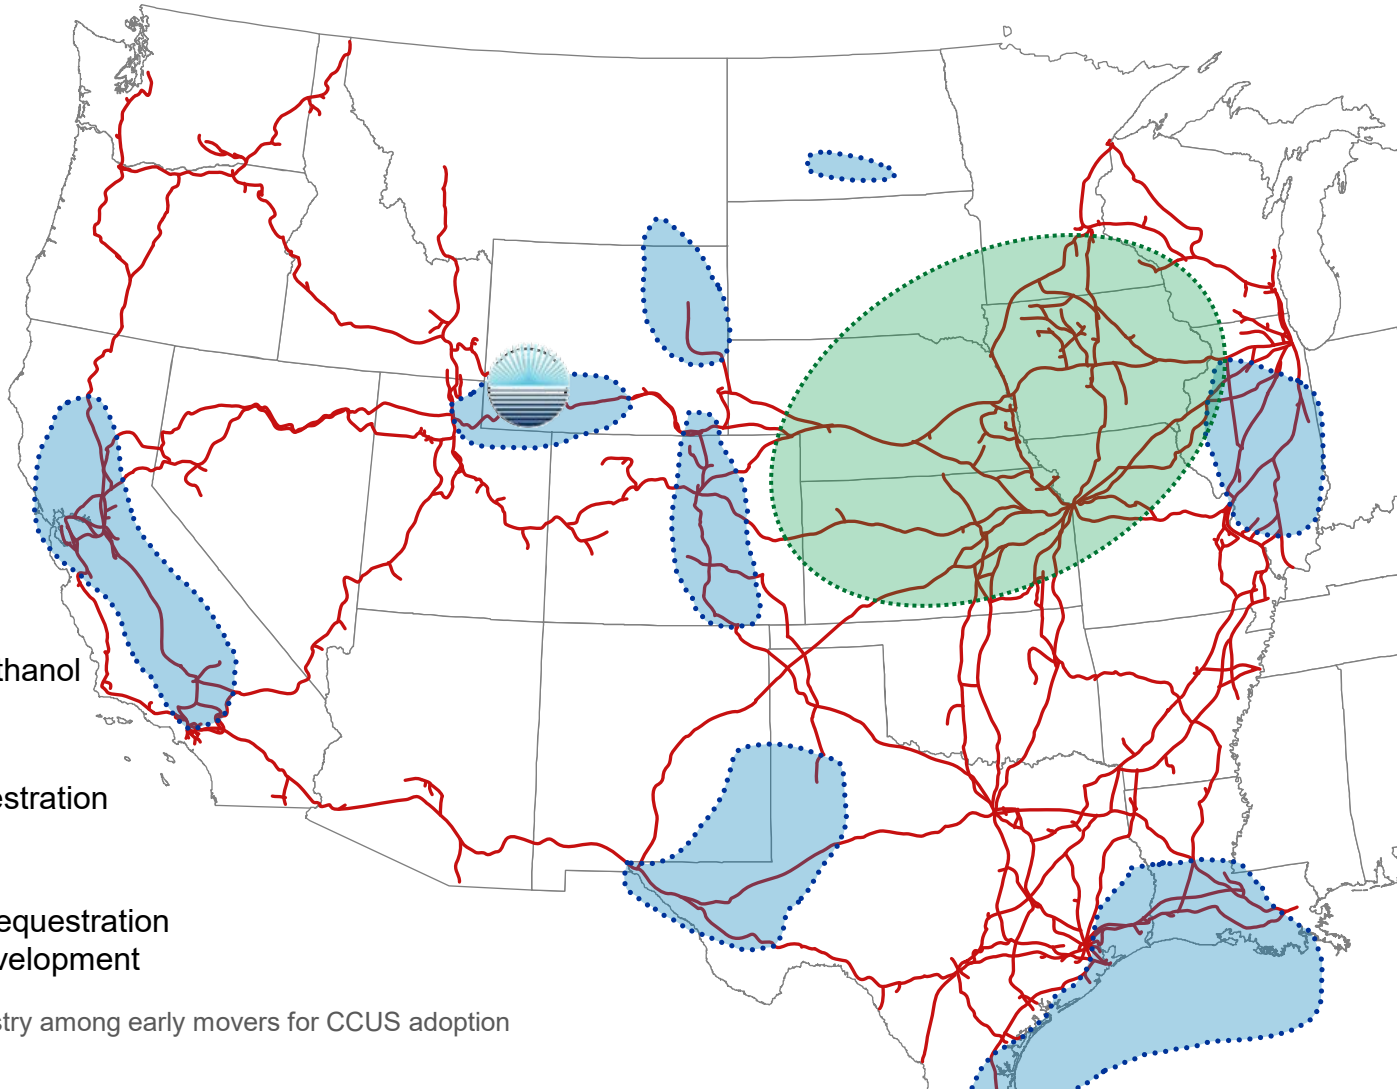 thanol
estration
equestration
velopment
stry among early movers for CCUS adoption